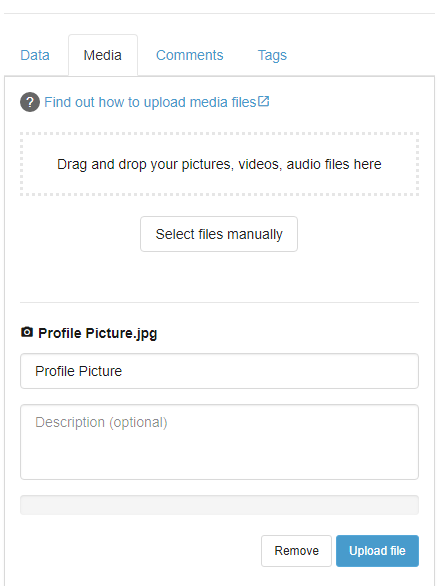 Data Media Comments Tags
? Find out how to upload media files
Drag and drop your pictures, videos, audio files here
Select files manually
Profile Picture.jpg
Profile Picture
Description (optional)
Remove Upload file